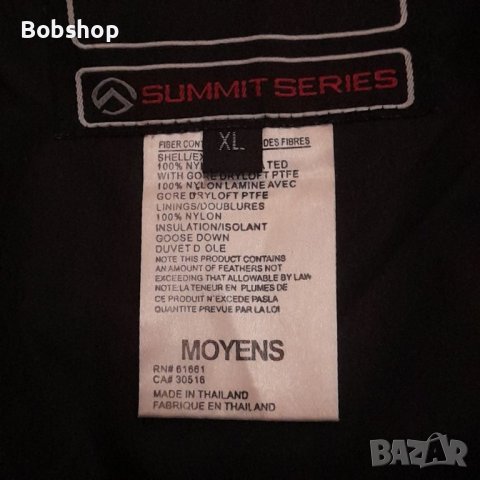 Bobshop
SUMMIT SERIES
XL
FIBER CONT DES FIBRES
SHELL/EX
100% NY TED
WITH GORE DRYLOFT PTFE
100% NYLON LAMINE AVEC
GORE DRYLOFT PTFE
LININGS/DOUBLURES
100% NYLON
INSULATION/ISOLANT
GOOSE DOWN
DUVET D OLE
NOTE THIS PRODUCT CONTAINS
AN AMOUNT OF FEATHERS NOT
EXCEEDING THAT ALLOWABLE BY LAW
NOTE:LA TENEUR EN PLUMES DE
CE PRODUIT N'EXCEDE PASLA
QUANTITE PREVUE PAR LA LOI
MOYENS
RN# 61661
CA# 30516
MADE IN THAILAND
FABRIQUE EN THAILAND
BAZAR